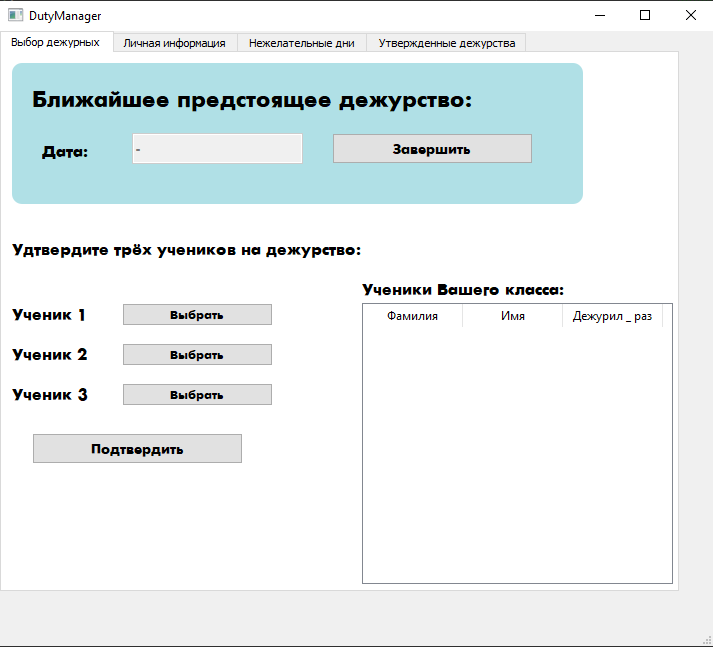 DutyManager
Выбор дежурных Личная информация Нежелательные дни Утвержденные дежурства
Ближайшее предстоящее дежурство:
Дата: - Завершить
Удтвердите трёх учеников на дежурство:
Ученики Вашего класса:
Фамилия Имя Дежурил _ раз
Ученик 1 Выбрать
Ученик 2 Выбрать
Ученик 3 Выбрать
Подтвердить